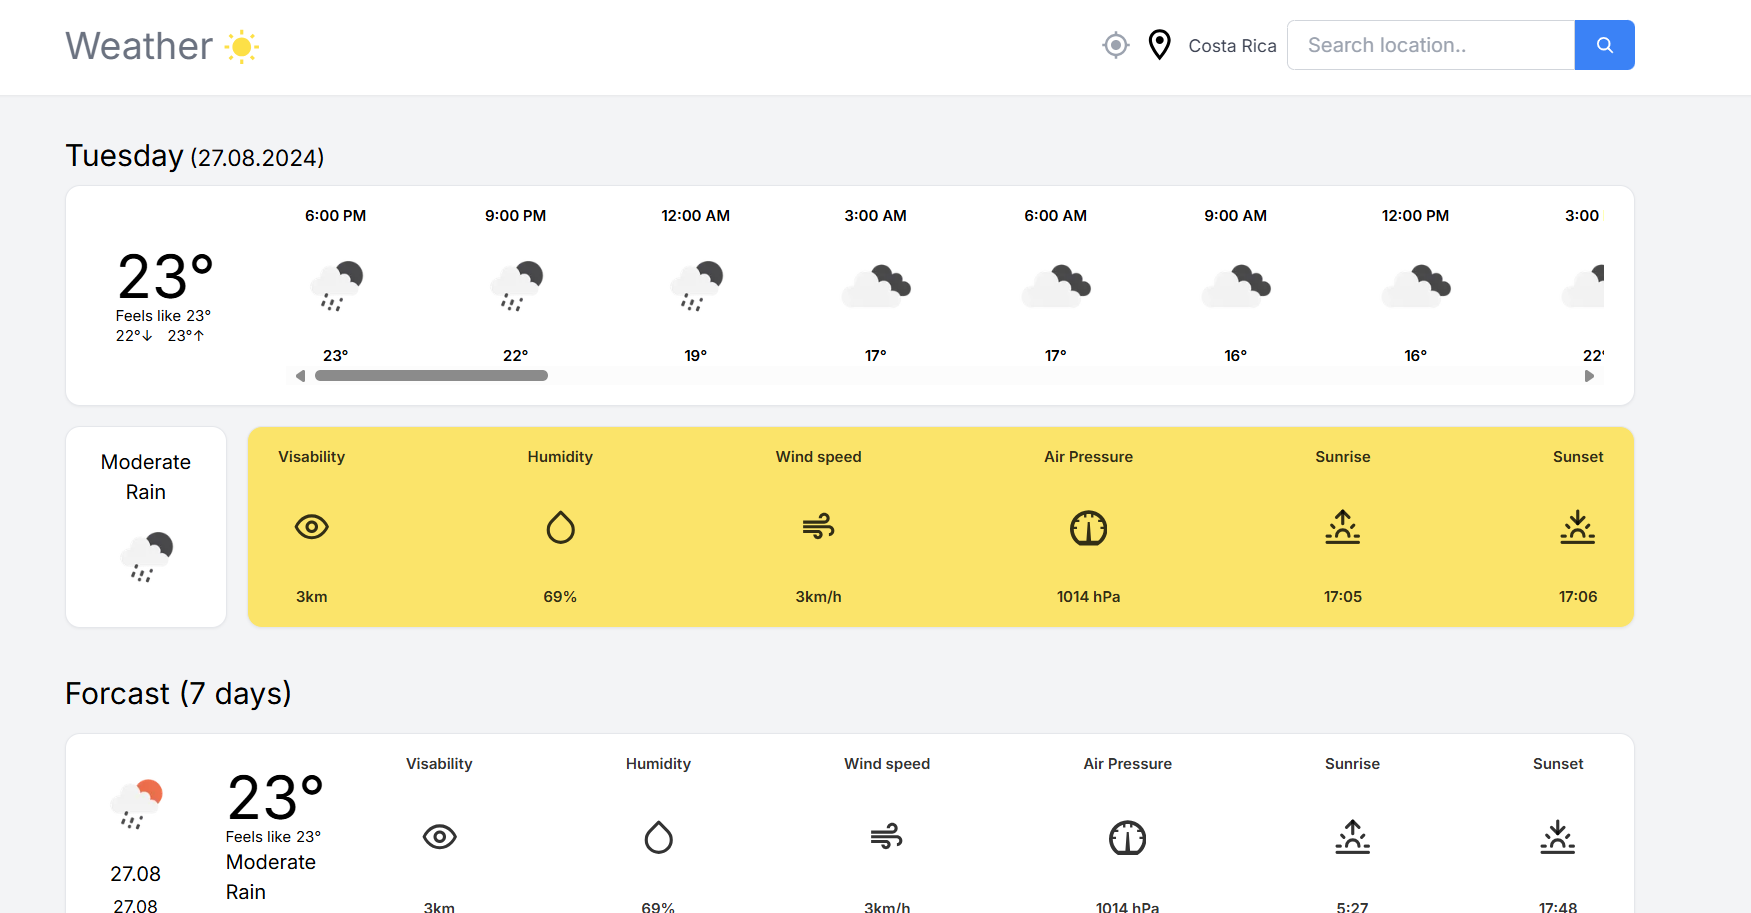 Weather
Costa Rica
Search location..
Tuesday (27.08.2024)
6:00 PM 9:00 PM 12:00 AM 3:00 AM 6:00 AM 9:00 AM 12:00 PM 3:00
23°
Feels like 23°
22°↓ 23°↑
23° 22° 19° 17° 17° 16° 16° 22°
Moderate
Rain
Visability Humidity Wind speed Air Pressure Sunrise Sunset
3km 69% 3km/h 1014 hPa 17:05 17:06
Forcast (7 days)
Visability Humidity Wind speed Air Pressure Sunrise Sunset
23°
Feels like 23°
Moderate
Rain
27.08
27.08
3km 69% 3km/h 1014 hPa 5:27 17:48